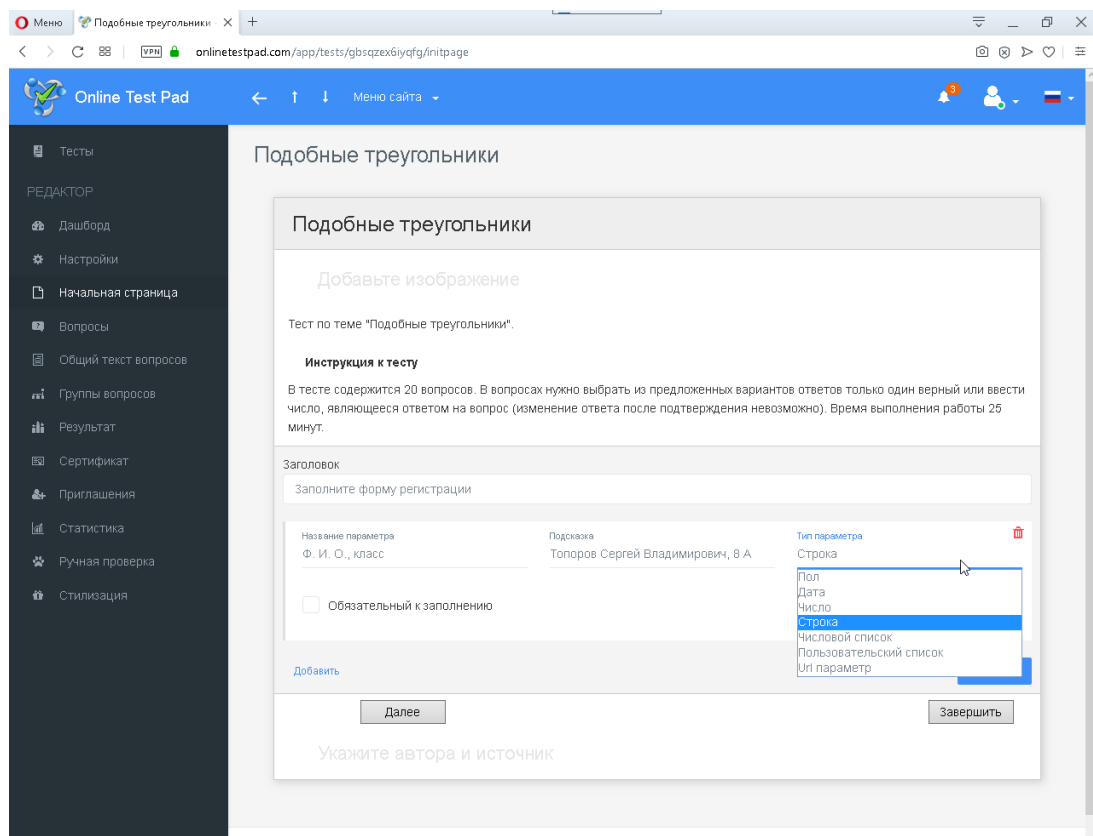 Меню
Подобные треугольники -
VPN
onlinetestpad.com/app/tests/gbsqzex6iyqfg/initpage
Online Test Pad
Меню сайта
3
Тесты
РЕДАКТОР
Дашборд
Настройки
Начальная страница
Вопросы
Общий текст вопросов
Группы вопросов
Результат
Сертификат
Приглашения
Статистика
Ручная проверка
Стилизация
Подобные треугольники
Подобные треугольники
Добавьте изображение
Тест по теме "Подобные треугольники".
Инструкция к тесту
В тесте содержится 20 вопросов. В вопросах нужно выбрать из предложенных вариантов ответов только один верный или ввести
число, являющееся ответом на вопрос (изменение ответа после подтверждения невозможно). Время выполнения работы 25
минут.
Заголовок
Заполните форму регистрации
Название параметра
Ф. И. О., класс
Подсказка
Топоров Сергей Владимирович, 8 А
Тип параметра
Строка
Пол
Дата
Число
Строка
Числовой список
Пользовательский список
Url параметр
Обязательный к заполнению
Добавить
Далее
Завершить
Укажите автора и источник